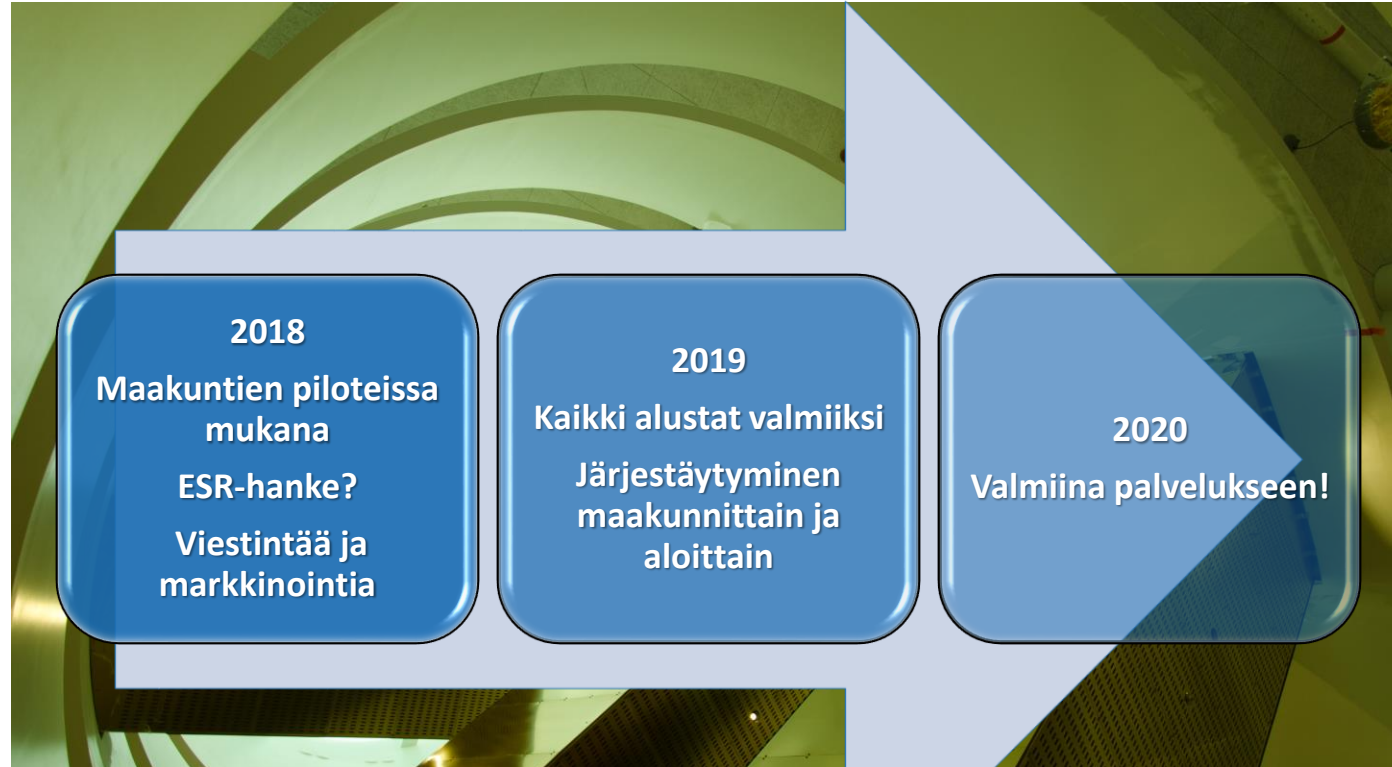 2018
Maakuntien piloteissa
mukana
ESR-hanke?
Viestintää ja
markkinointia
2019
Kaikki alustat valmiiksi
Järjestäytyminen
maakunnittain ja
aloittain
2020
Valmiina palvelukseen!